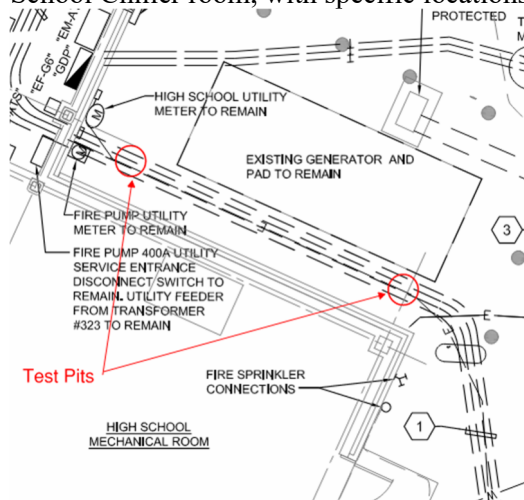 School Chiller room, with specific locations
PROTECTED
"EM-A"
"EF-G6"
"GDP"
M
HIGH SCHOOL UTILITY
METER TO REMAIN
EXISTING GENERATOR AND
PAD TO REMAIN
M
3
FIRE PUMP UTILITY
METER TO REMAIN
FIRE PUMP 400A UTILITY
SERVICE ENTRANCE
DISCONNECT SWITCH TO
REMAIN. UTILITY FEEDER
FROM TRANSFORMER
#323 TO REMAIN
E
E
Test Pits
FIRE SPRINKLER
CONNECTIONS
HIGH SCHOOL
MECHANICAL ROOM
1